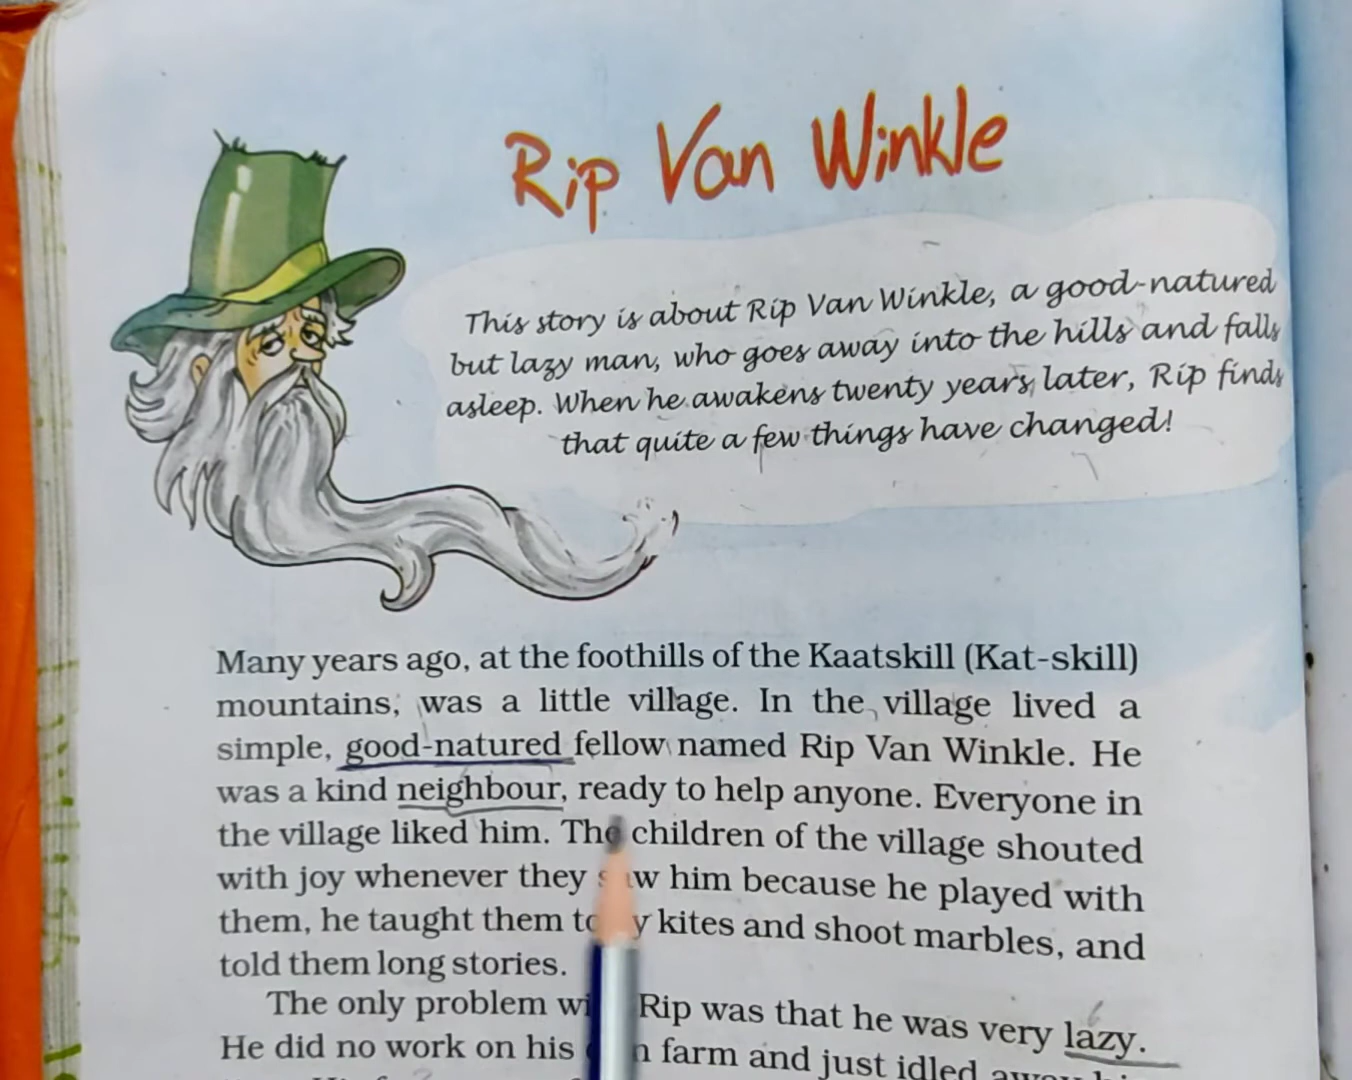 Rip Van Winkle
This story is about Rip Van Winkle, a good-natured
but lazy man, who goes away into the hills and falls
asleep. When he awakens twenty years later, Rip finds
that quite a few things have changed!
Many years ago, at the foothills of the Kaatskill (Kat-skill)
mountains, was a little village. In the village lived a
simple, good-natured fellow named Rip Van Winkle. He
was a kind neighbour, ready to help anyone. Everyone in
the village liked him. The children of the village shouted
with joy whenever they saw him because he played with
them, he taught them to kites and shoot marbles, and
told them long stories.
The only problem Rip was that he was very lazy.
He did no work on his farm and just idled